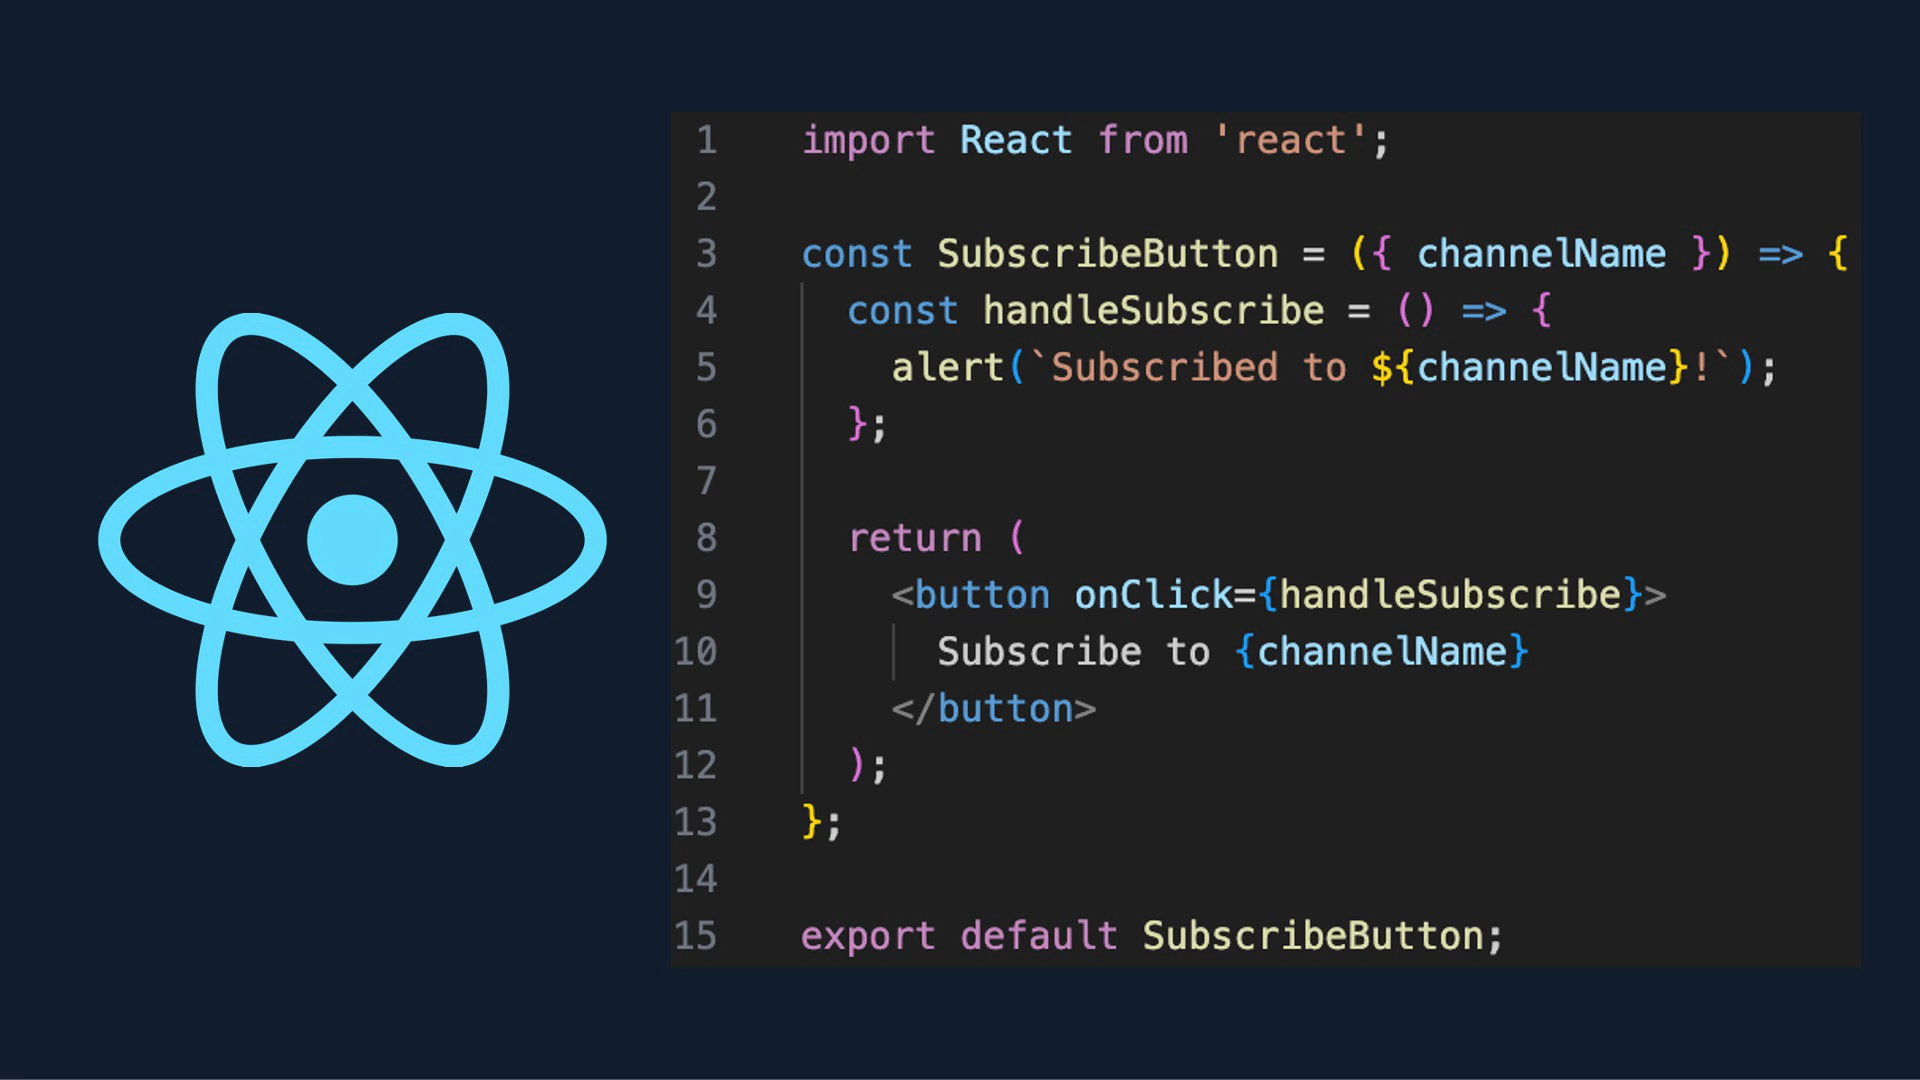 1 import React from 'react';
2
3 const SubscribeButton = ({ channelName }) => {
4 const handleSubscribe = () => {
5 alert(`Subscribed to ${channelName}!`);
6 };
7
8 return (
9 <button onClick={handleSubscribe}>
10 Subscribe to {channelName}
11 </button>
12 );
13 };
14
15 export default SubscribeButton;